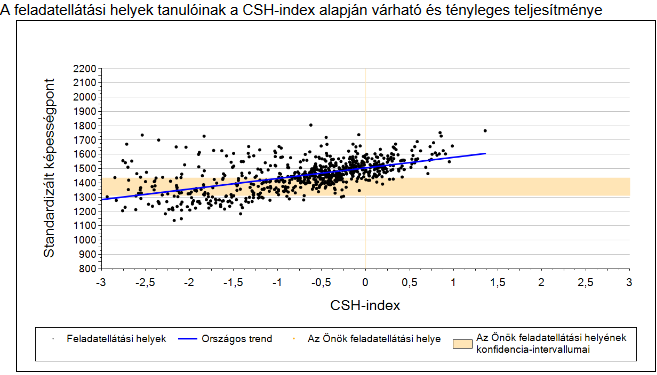 A feladatellátási helyek tanulóinak a CSH-index alapján várható és tényleges teljesítménye
Standardizált képességpont
2200
2100
2000
1900
1800
1700
1600
1500
1400
1300
1200
1100
1000
900
800
-3 -2,5 -2 -1,5 -1 -0,5 0 0,5 1 1,5 2 2,5 3
CSH-index
Feladatellátási helyek Országos trend Az Önök feladatellátási helye Az Önök feladatellátási helyének
konfidencia-intervallumai